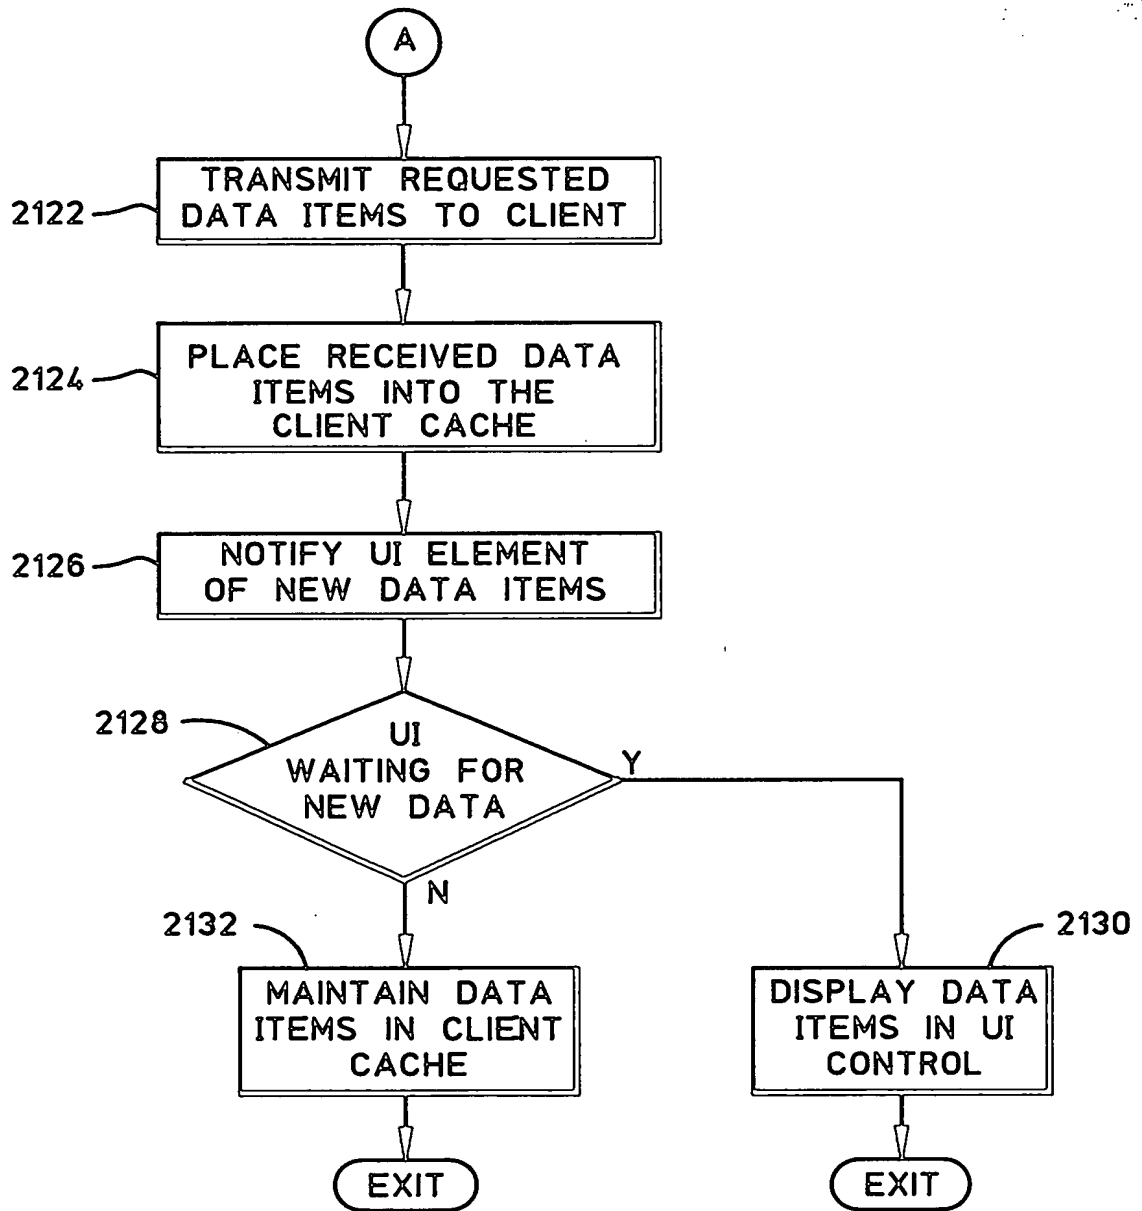 A
TRANSMIT REQUESTED
DATA ITEMS TO CLIENT
2122
PLACE RECEIVED DATA
ITEMS INTO THE
CLIENT CACHE
2124
NOTIFY UI ELEMENT
OF NEW DATA ITEMS
2126
2128
UI
WAITING FOR
NEW DATA
Y
N
2132
MAINTAIN DATA
ITEMS IN CLIENT
CACHE
2130
DISPLAY DATA
ITEMS IN UI
CONTROL
EXIT
EXIT